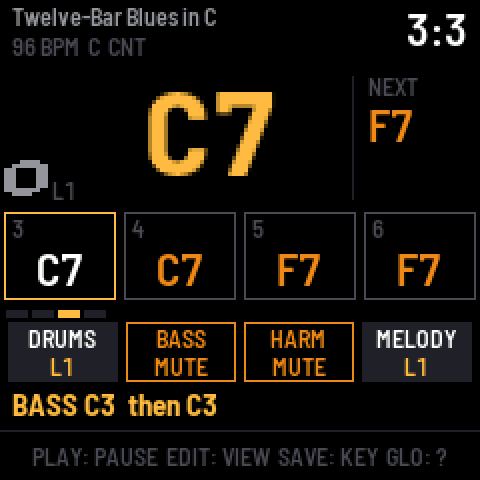 Twelve-Bar Blues in C
3:3
96 BPM C CNT
C7
NEXT
F7
L1
3
C7
4
C7
5
F7
6
F7
DRUMS
L1
BASS
MUTE
HARM
MUTE
MELODY
L1
BASS C3 then C3
PLAY: PAUSE EDIT: VIEW SAVE: KEY GLO: ?